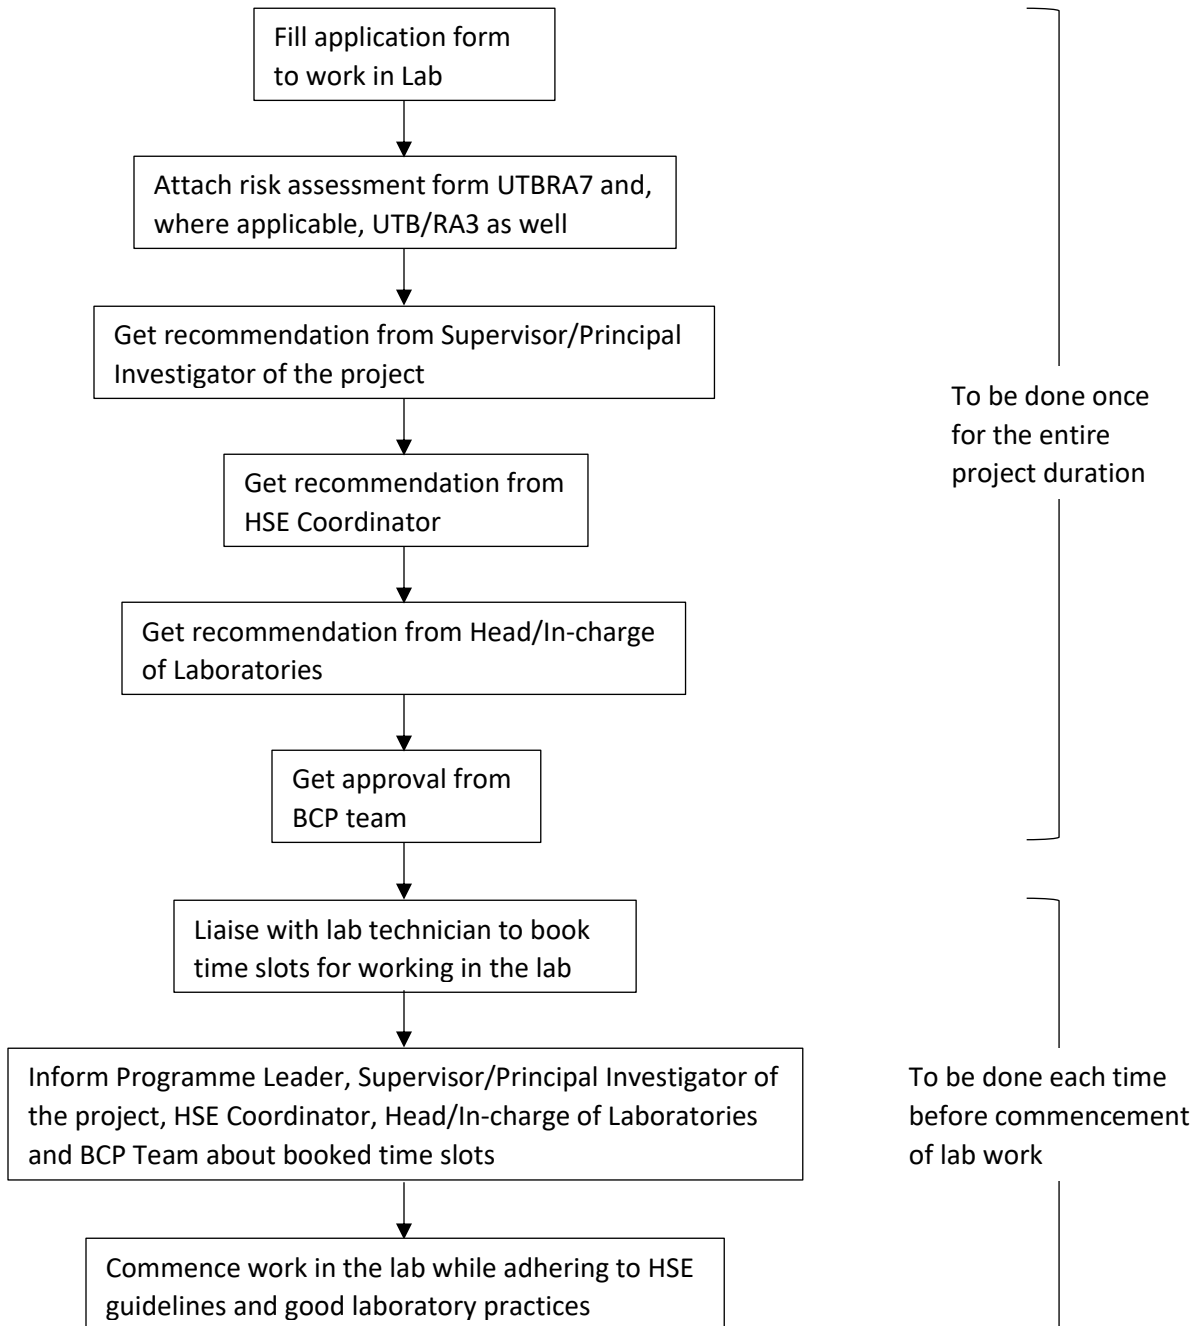 Fill application form
to work in Lab
Attach risk assessment form UTBRA7 and,
where applicable, UTB/RA3 as well
Get recommendation from Supervisor/Principal
Investigator of the project
Get recommendation from
HSE Coordinator
Get recommendation from Head/In-charge
of Laboratories
Get approval from
BCP team
To be done once
for the entire
project duration
Liaise with lab technician to book
time slots for working in the lab
Inform Programme Leader, Supervisor/Principal Investigator of
the project, HSE Coordinator, Head/In-charge of Laboratories
and BCP Team about booked time slots
Commence work in the lab while adhering to HSE
guidelines and good laboratory practices
To be done each time
before commencement
of lab work